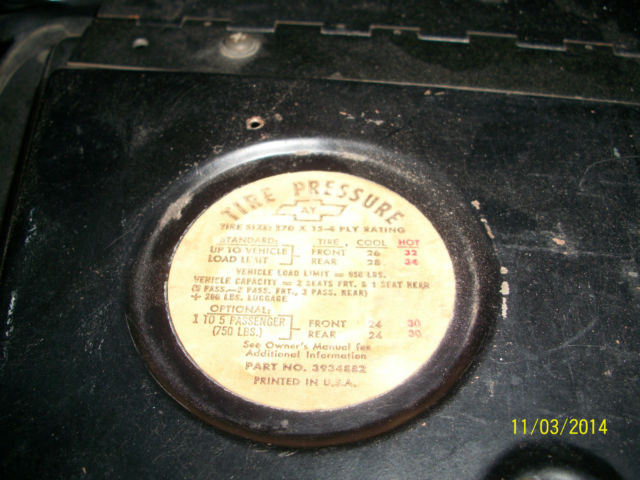 TIRE PRESSURE
AY
TIRE SIZE: 670 X 15-4 PLY RATING
STANDARD: TIRE, COOL HOT
UP TO VEHICLE LOAD LIMIT FRONT 26 32
REAR 28 34
VEHICLE LOAD LIMIT = 950 LBS.
VEHICLE CAPACITY = 2 SEATS FRT. & 1 SEAT REAR
(5 PASS.—2 PASS. FRT., 3 PASS. REAR)
+ 200 LBS. LUGGAGE
OPTIONAL:
1 TO 5 PASSENGER FRONT 24 30
(750 LBS.) REAR 24 30
See Owner's Manual for
Additional Information
PART NO. 3934882
PRINTED IN U.S.A.
11/03/2014